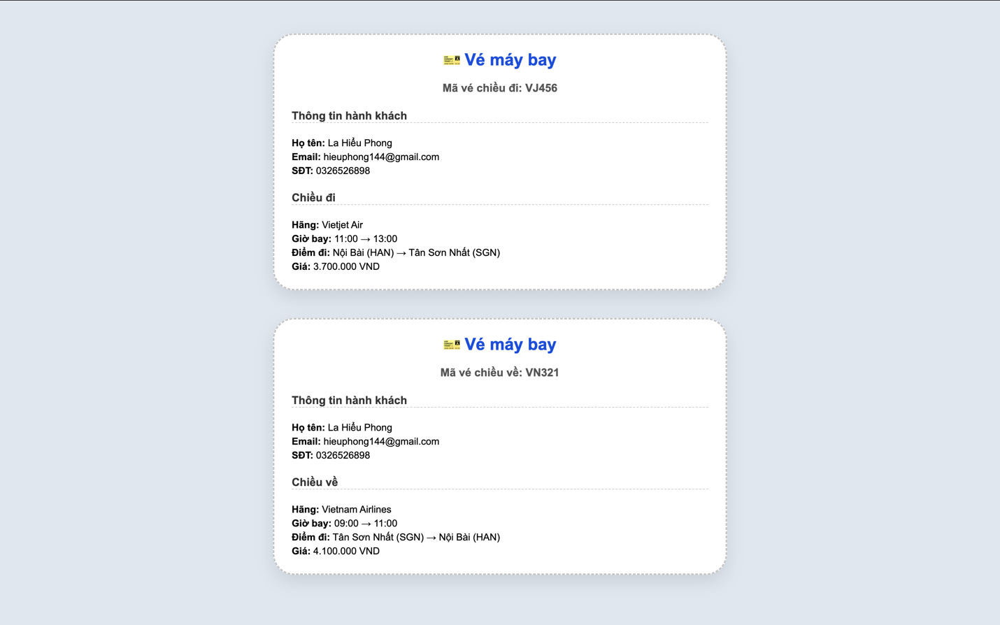 Vé máy bay
Mã vé chiều đi: VJ456
Thông tin hành khách
Họ tên: La Hiểu Phong
Email: hieuphong144@gmail.com
SĐT: 0326526898
Chiều đi
Hãng: Vietjet Air
Giờ bay: 11:00 → 13:00
Điểm đi: Nội Bài (HAN) → Tân Sơn Nhất (SGN)
Giá: 3.700.000 VND
Vé máy bay
Mã vé chiều về: VN321
Thông tin hành khách
Họ tên: La Hiểu Phong
Email: hieuphong144@gmail.com
SĐT: 0326526898
Chiều về
Hãng: Vietnam Airlines
Giờ bay: 09:00 → 11:00
Điểm đi: Tân Sơn Nhất (SGN) → Nội Bài (HAN)
Giá: 4.100.000 VND